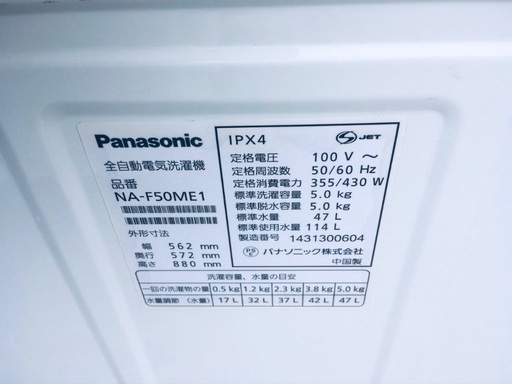 Panasonic
全自動電気洗濯機
品番
NA-F50ME1
外形寸法
幅 562 mm
奥行 572 mm
高さ 880 mm
IPX4
S JET
定格電圧 100 V ～
定格周波数 50/60 Hz
定格消費電力 355/430 W
標準洗濯容量 5.0 kg
標準脱水容量 5.0 kg
標準水量 47 L
標準使用水量 114 L
製造番号 1431300604
PS E パナソニック株式会社
中国製
洗濯容量、水量の目安
一回の洗濯物の量 0.5 kg 1.2 kg 2.3 kg 3.8 kg 5.0 kg
水量調節 (水量) 17 L 32 L 37 L 42 L 47 L